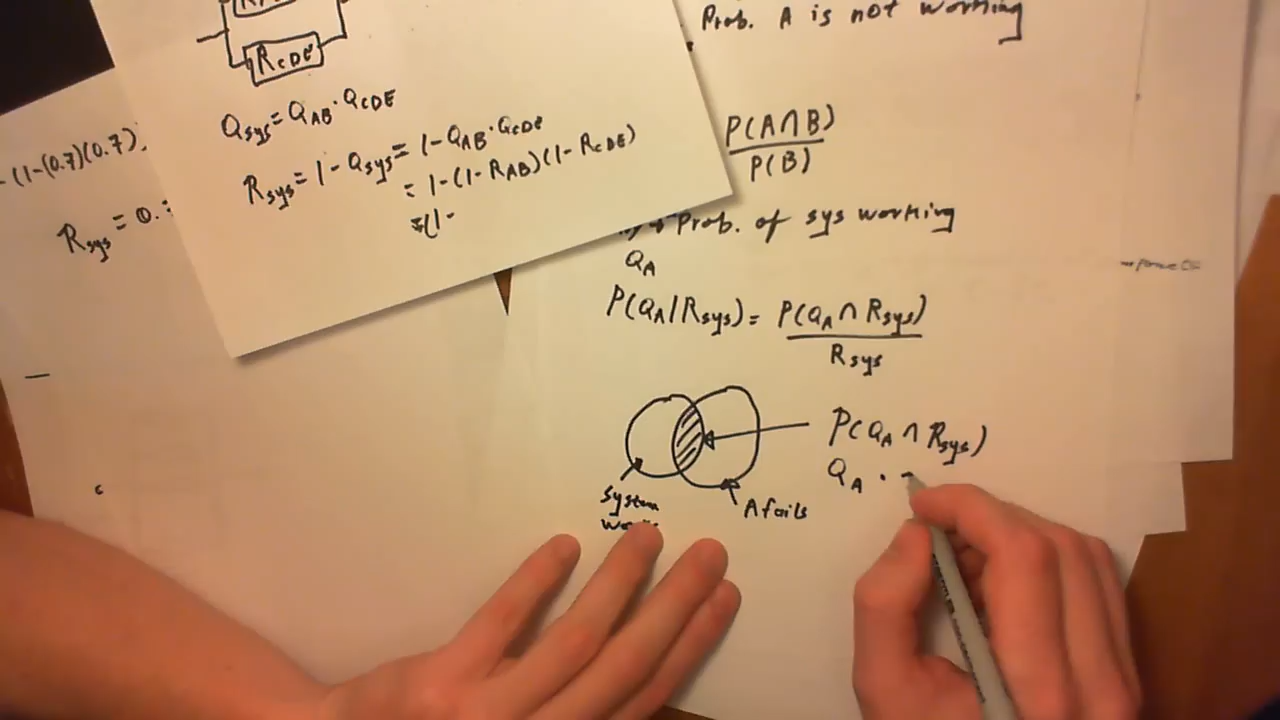 Prob. A is not working
R_CDE
Q_sys = Q_AB · Q_CDE
R_sys = 1 - Q_sys = 1 - Q_AB · Q_CDE
= 1 - (1 - R_AB)(1 - R_CDE)
= (1 -
- (1-(0.7)(0.7)
R_sys = 0.
P(A∩B)
P(B)
Prob. of sys working
Q_A
P(Q_A/R_sys) = P(Q_A ∩ R_sys)
R_sys
P(Q_A ∩ R_sys)
Q_A ·
System
A fails